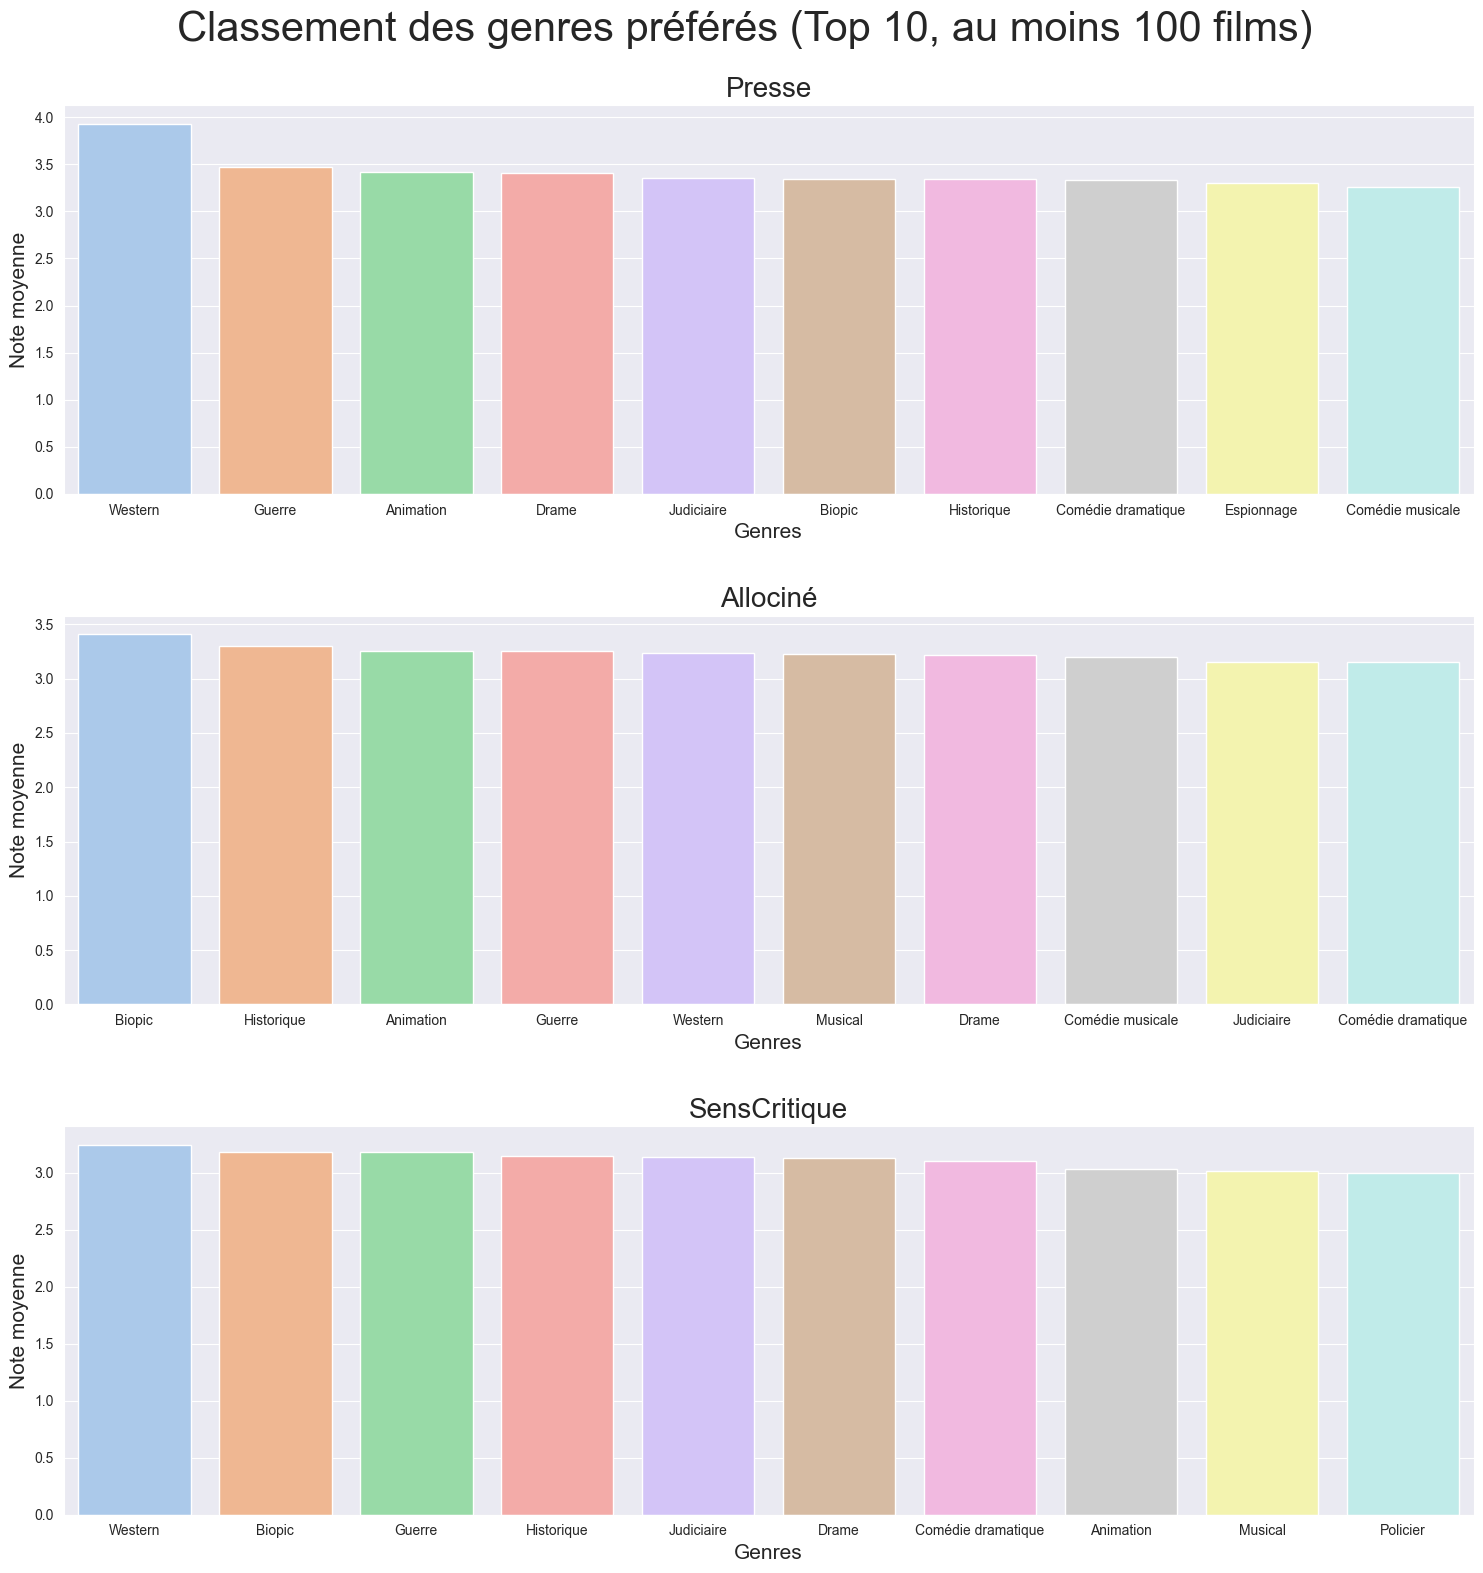 Classement des genres préférés (Top 10, au moins 100 films)
Presse
4.0
3.5
3.0
2.5
2.0
1.5
1.0
0.5
0.0
Note moyenne
Western Guerre Animation Drame Judiciaire Biopic Historique Comédie dramatique Espionnage Comédie musicale
Genres
Allociné
3.5
3.0
2.5
2.0
1.5
1.0
0.5
0.0
Note moyenne
Biopic Historique Animation Guerre Western Musical Drame Comédie musicale Judiciaire Comédie dramatique
Genres
SensCritique
3.0
2.5
2.0
1.5
1.0
0.5
0.0
Note moyenne
Western Biopic Guerre Historique Judiciaire Drame Comédie dramatique Animation Musical Policier
Genres